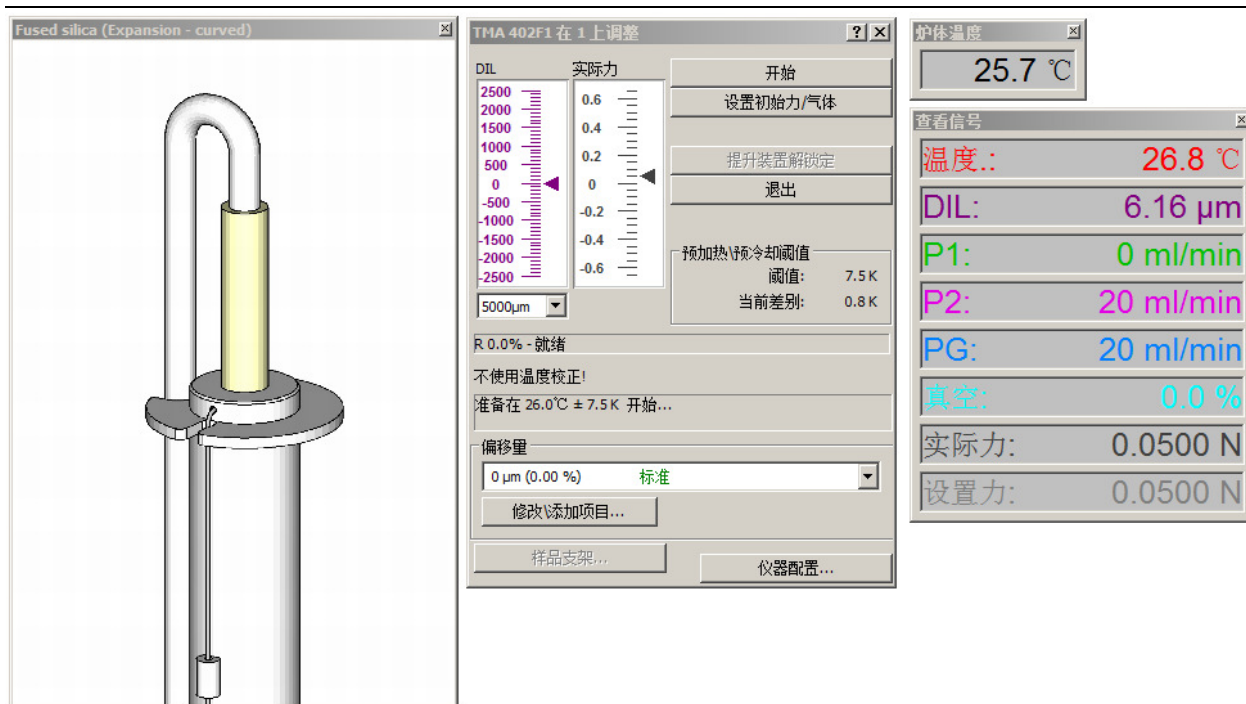 Fused silica (Expansion - curved)
TMA 402F1 在 1 上调整
DIL
实际力
2500
2000
1500
1000
500
0
-500
-1000
-1500
-2000
-2500
0.6
0.4
0.2
0
-0.2
-0.4
-0.6
5000µm
开始
设置初始力/气体
提升装置解锁定
退出
预加热\预冷却阈值
阈值: 7.5 K
当前差别: 0.8 K
R 0.0% - 就绪
不使用温度校正!
准备在 26.0℃ ± 7.5 K 开始...
偏移量
0 µm (0.00 %) 标准
修改\添加项目...
样品支架...
仪器配置...
炉体温度
25.7 ℃
查看信号
温度.: 26.8 ℃
DIL: 6.16 µm
P1: 0 ml/min
P2: 20 ml/min
PG: 20 ml/min
真空: 0.0 %
实际力: 0.0500 N
设置力: 0.0500 N